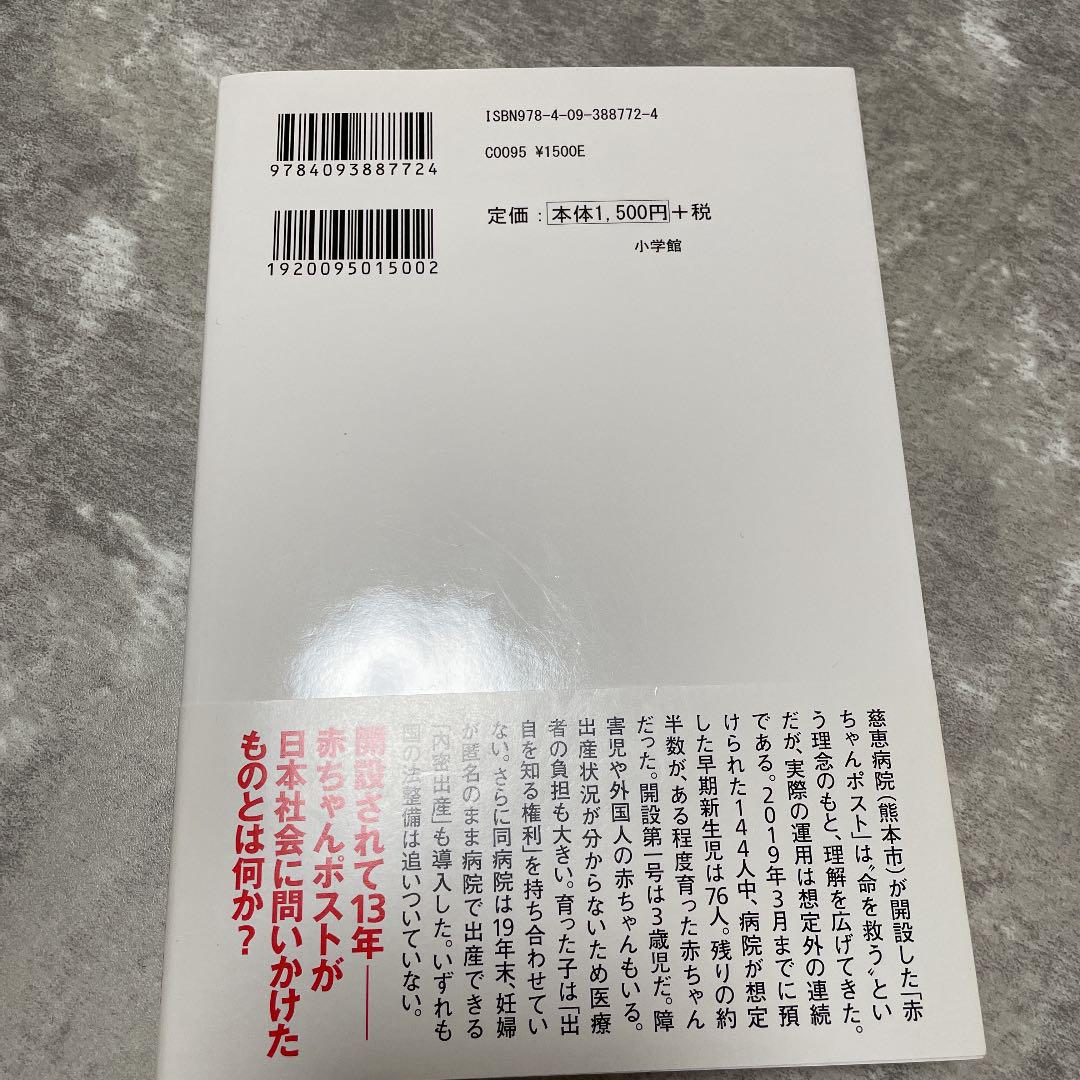 ISBN978-4-09-388772-4
9784093887724
C0095 ¥1500E
定価：本体1,500円＋税
小学館
1920095015002
慈恵病院（熊本市）が開設した「赤
ちゃんポスト」は〝命を救う〟とい
う理念のもと、理解を広げてきた。
だが、実際の運用は想定外の連続
である。2019年3月までに預
けられた144人中、病院が想定
した早期新生児は76人。残りの約
半数が、ある程度育った赤ちゃん
だった。開設第一号は3歳児だ。障
害児や外国人の赤ちゃんもいる。
出産状況が分からないため医療
者の負担も大きい。育った子は「出
自を知る権利」を持ち合わせてい
ない。さらに同病院は19年末、妊婦
が匿名のまま病院で出産できる
「内密出産」も導入した。いずれも
国の法整備は追いついていない。
開設されて13年――
赤ちゃんポストが
日本社会に問いかけた
ものとは何か？